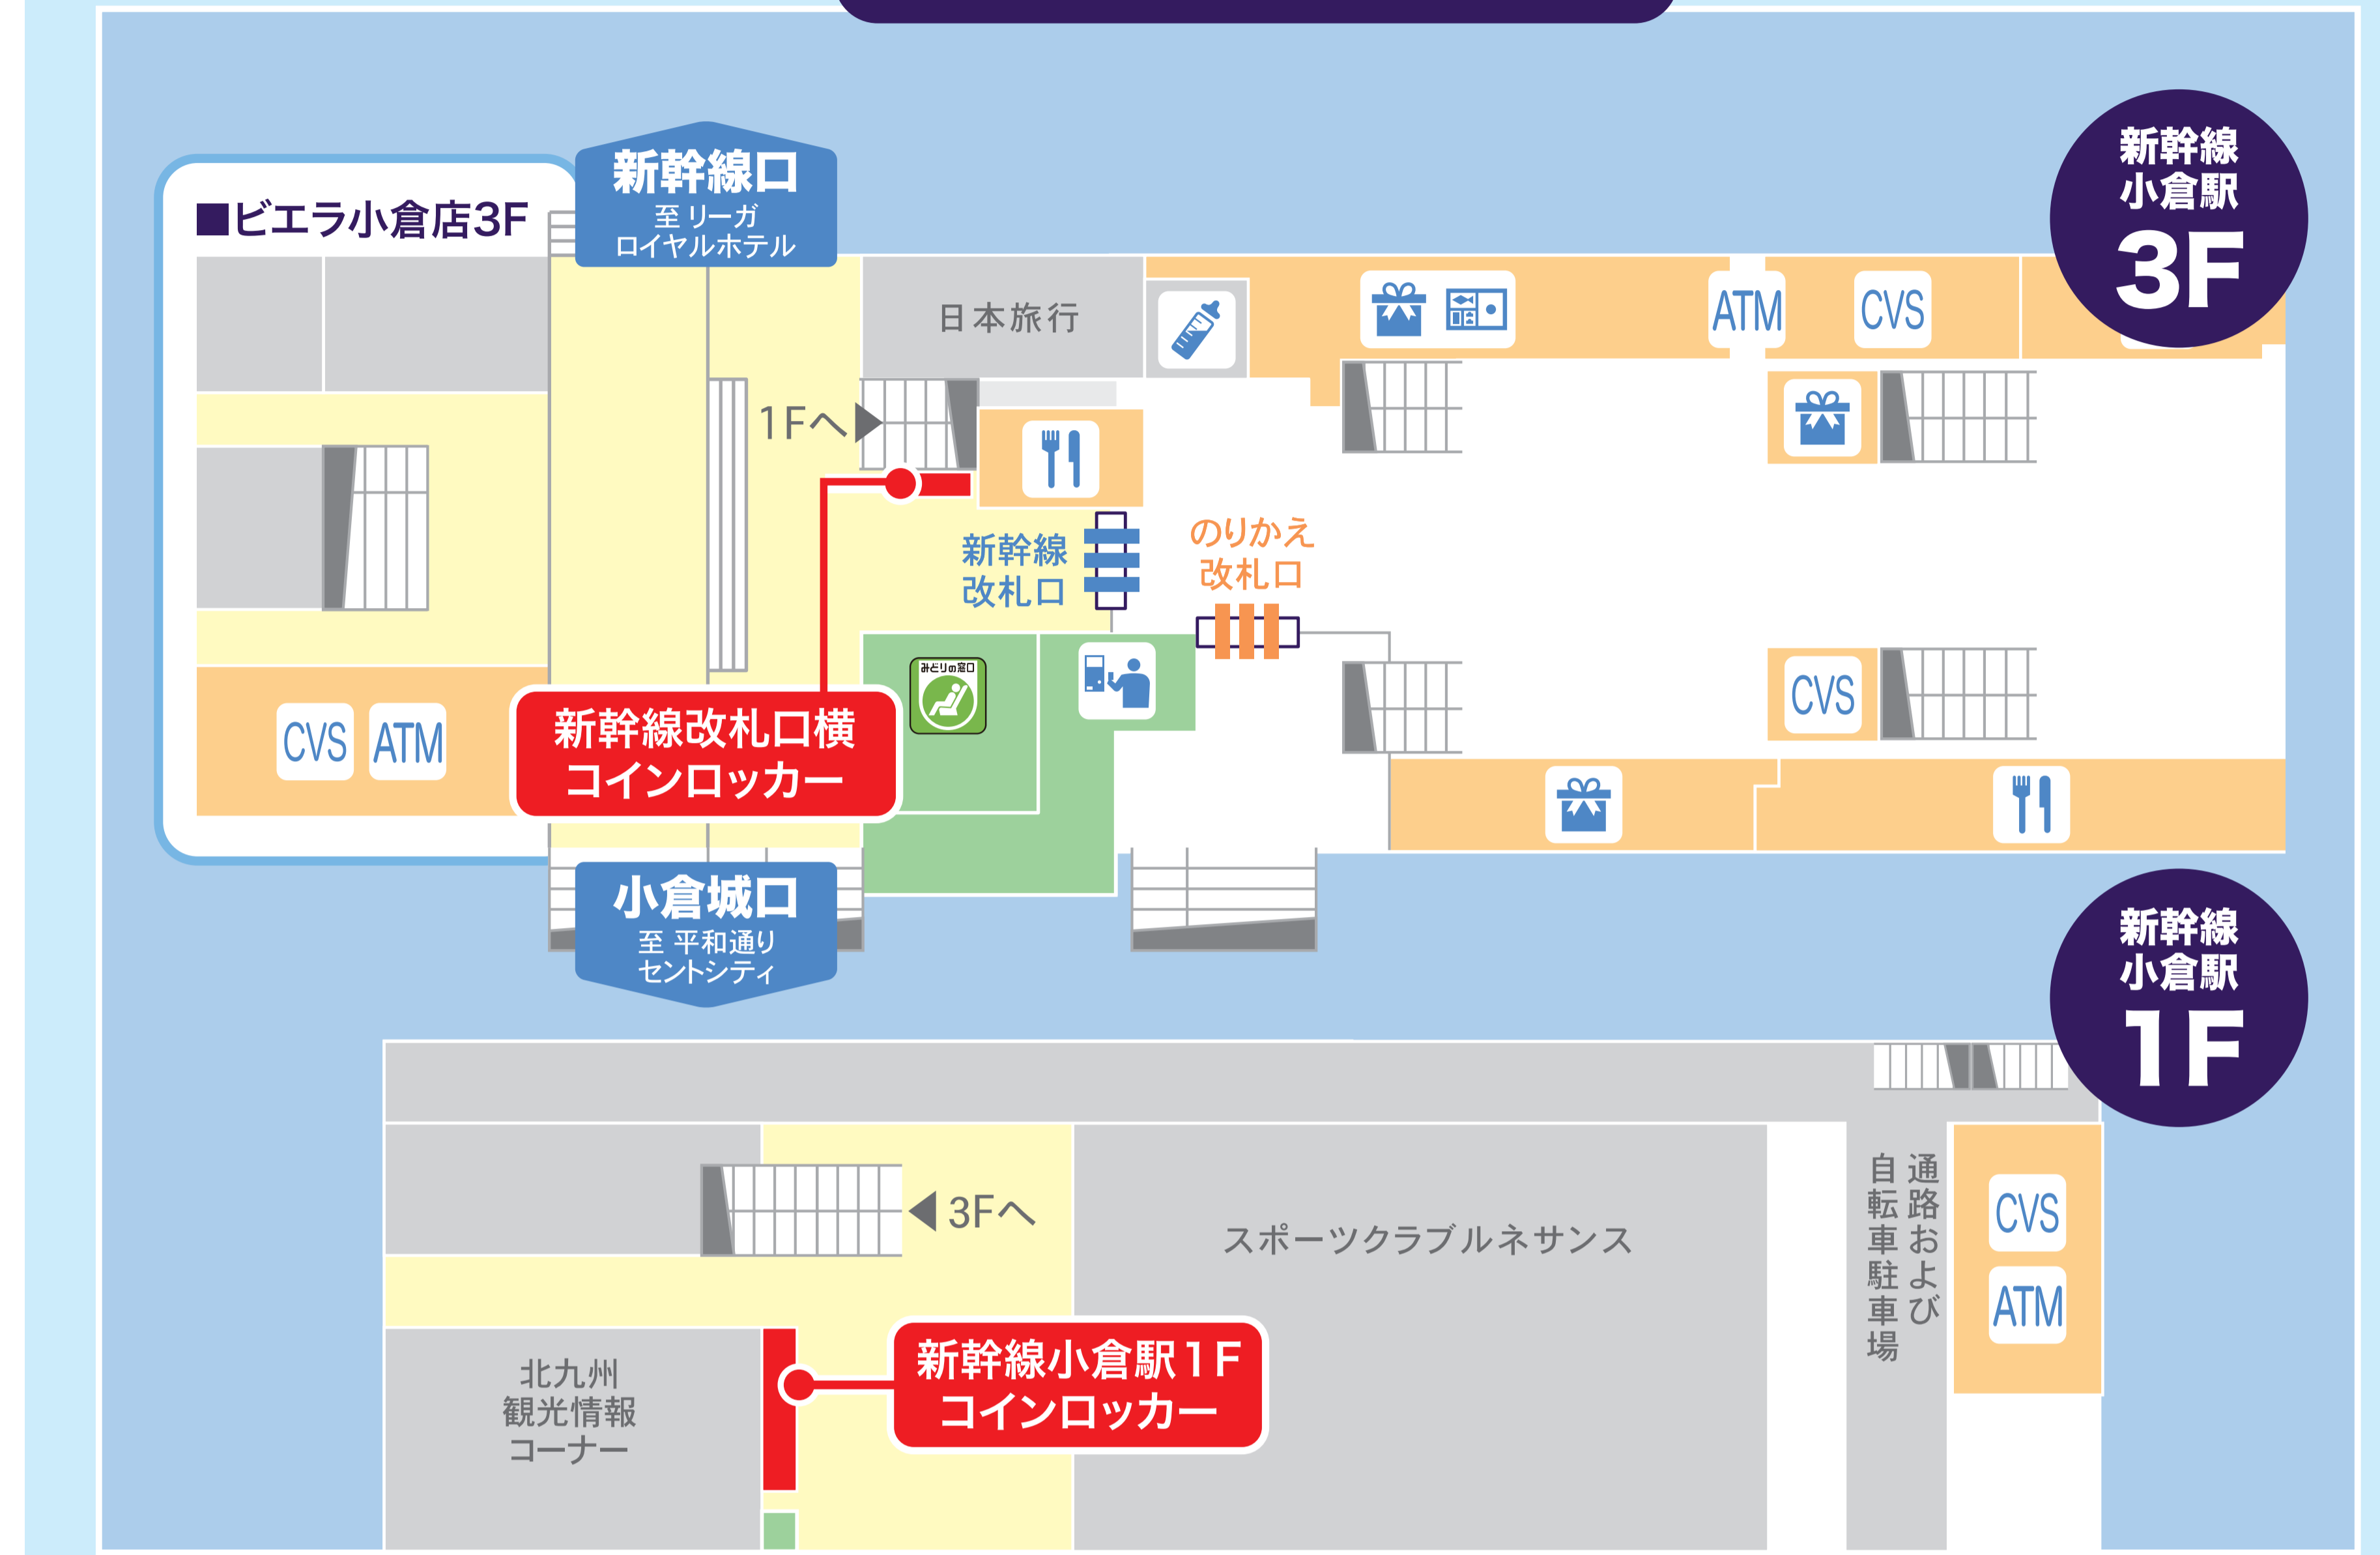 ■ビエラ小倉店3F
新幹線口
至 リーガ
ロイヤルホテル
日本旅行
ATM
CVS
新幹線
小倉駅
3F
1Fへ
新幹線
改札口
のりかえ
改札口
みどりの窓口
CVS
CVS
ATM
新幹線改札口横
コインロッカー
小倉城口
至 平和通り
セントシティ
新幹線
小倉駅
1F
3Fへ
スポーツクラブルネサンス
通路および
自転車駐車場
CVS
ATM
新幹線小倉駅1F
コインロッカー
北九州
観光情報
コーナー